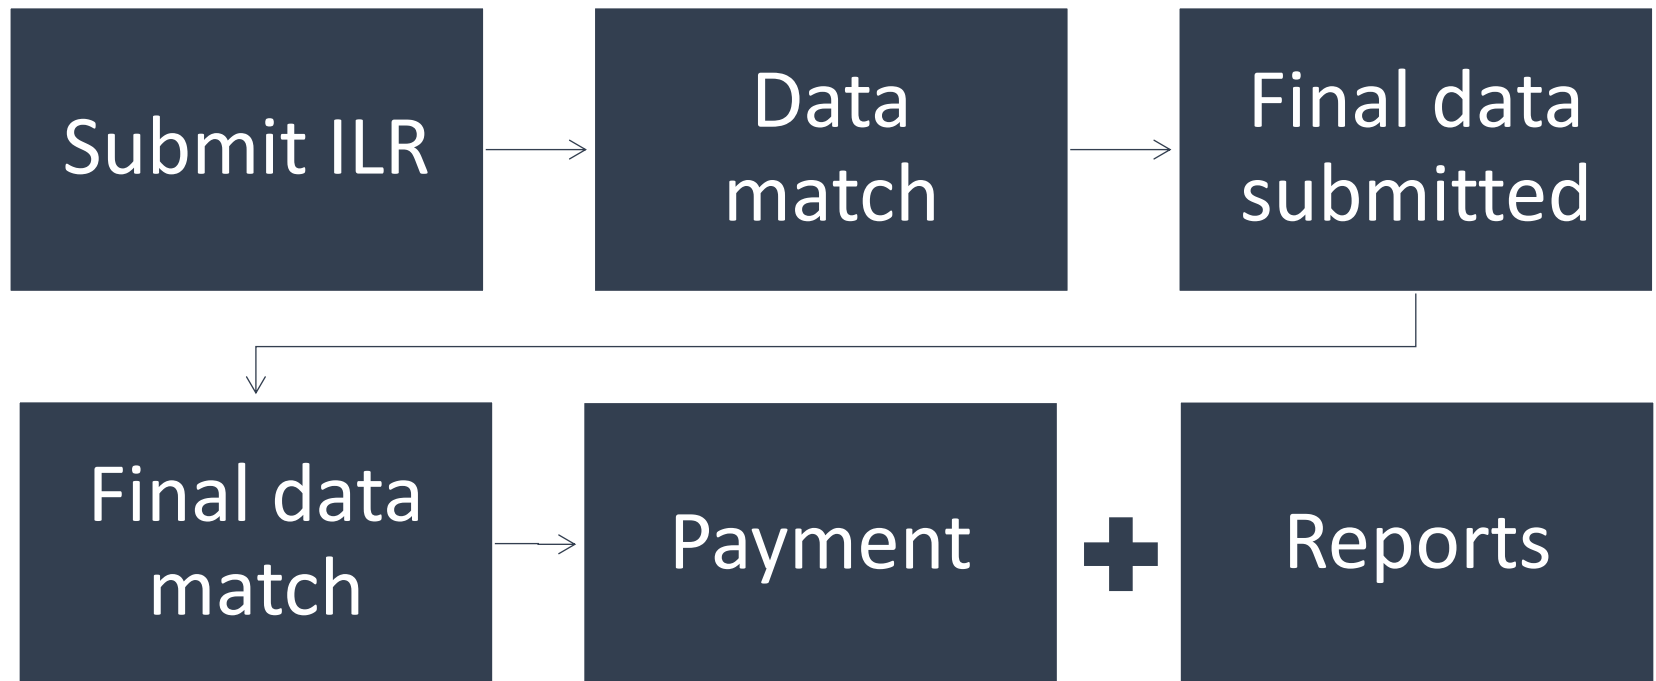 Submit ILR
Data
match
Final data
submitted
Final data
match
Payment
Reports